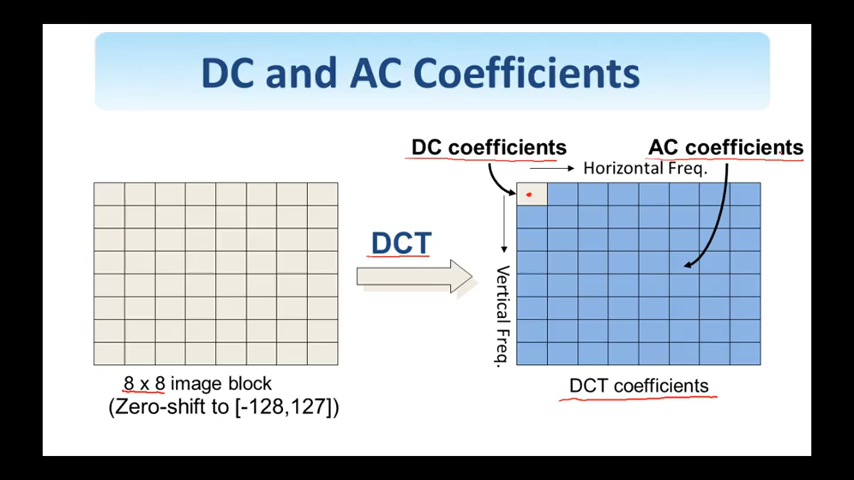 DC and AC Coefficients
DC coefficients
AC coefficients
Horizontal Freq.
DCT
Vertical Freq.
8 x 8 image block
(Zero-shift to [-128,127])
DCT coefficients